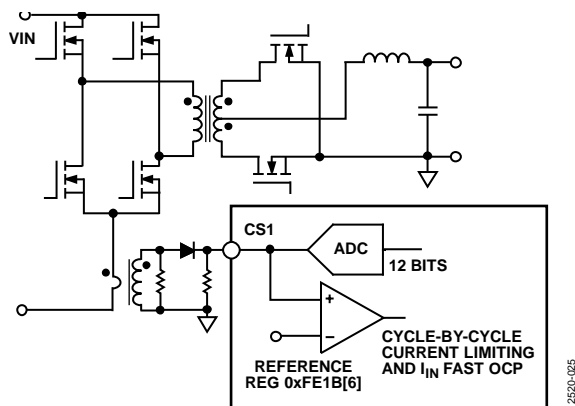 VIN
CS1
ADC
12 BITS
+
−
REFERENCE
REG 0xFE1B[6]
CYCLE-BY-CYCLE
CURRENT LIMITING
AND IIN FAST OCP
2520-025